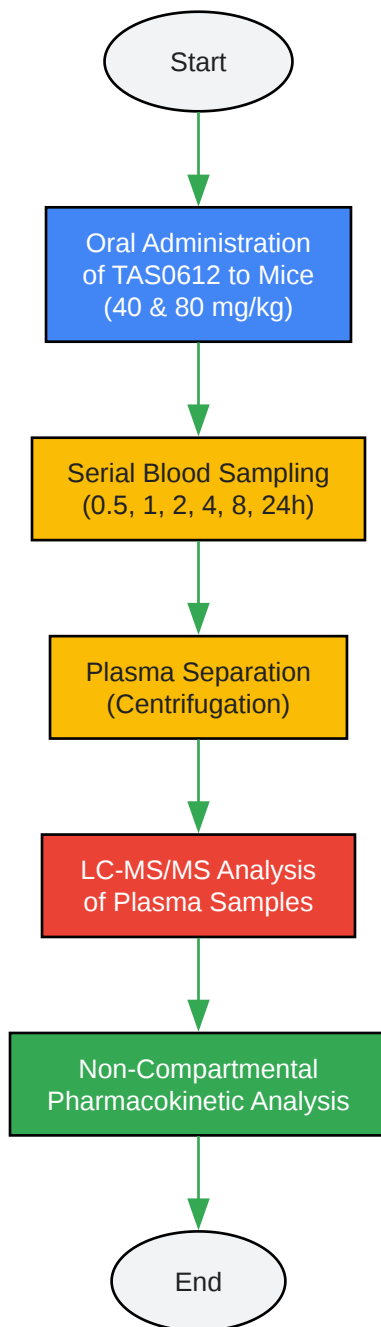 Start
Oral Administration
of TAS0612 to Mice
(40 & 80 mg/kg)
Serial Blood Sampling
(0.5, 1, 2, 4, 8, 24h)
Plasma Separation
(Centrifugation)
LC-MS/MS Analysis
of Plasma Samples
Non-Compartmental
Pharmacokinetic Analysis
End